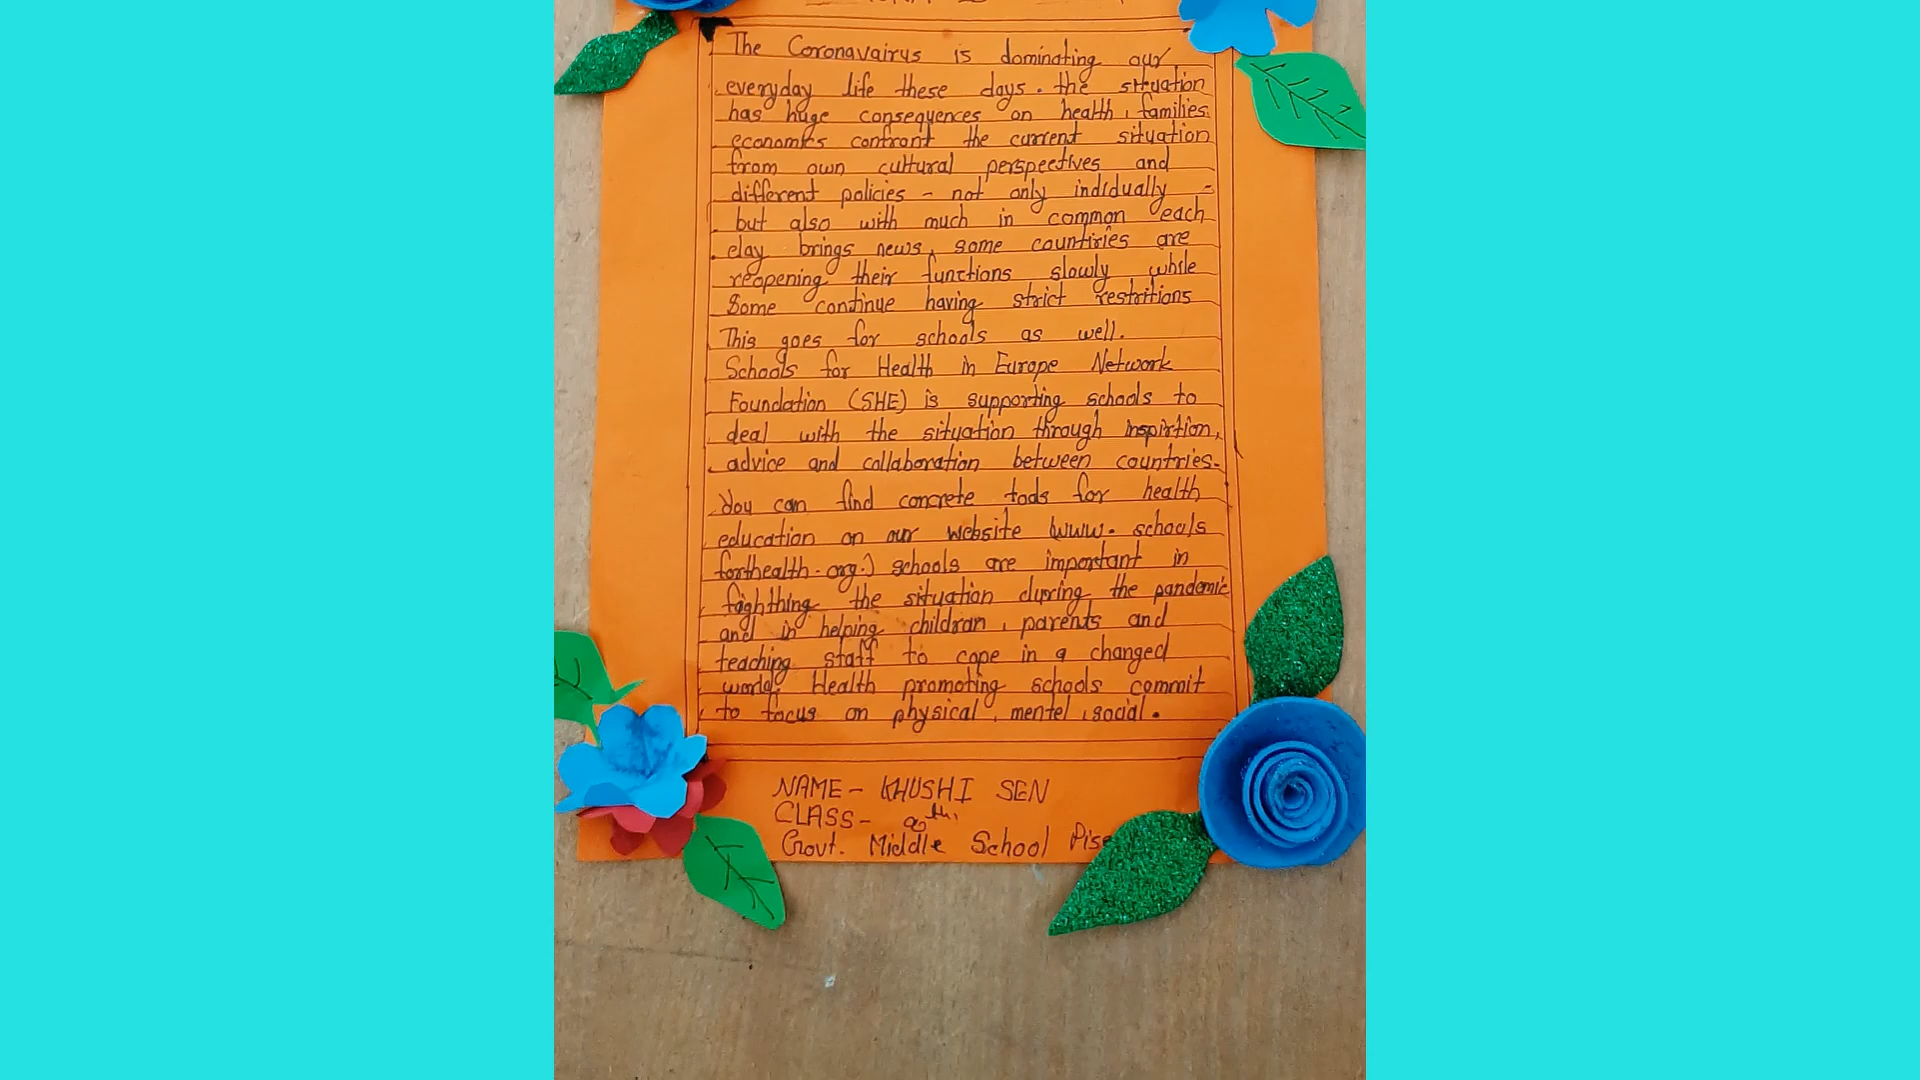 The Coronavairus is dominating our
everyday life these days. the situation
has huge consequences on health, families
economies confront the current situation
from own cultural perspectives and
different policies - not only indidually -
but also with much in common each
day brings news, some countiries are
reopening their functions slowly while
Some continue having strict restritions
This goes for schools as well.
Schools for Health in Europe Network
Foundation (SHE) is supporting schools to
deal with the situation through inspirtion,
advice and collaboration between countries.
You can find concrete tools for health
education on our website (www. schools
forthealth.org.) schools are important in
fighthing the situation during the pandemic
and in helping childran, parents and
teaching staff to cope in a changed
world. Health promoting schools commit
to focus on physical, mentel, social.
NAME- KHUSHI SEN
CLASS- 8th,
Govt. Middle School